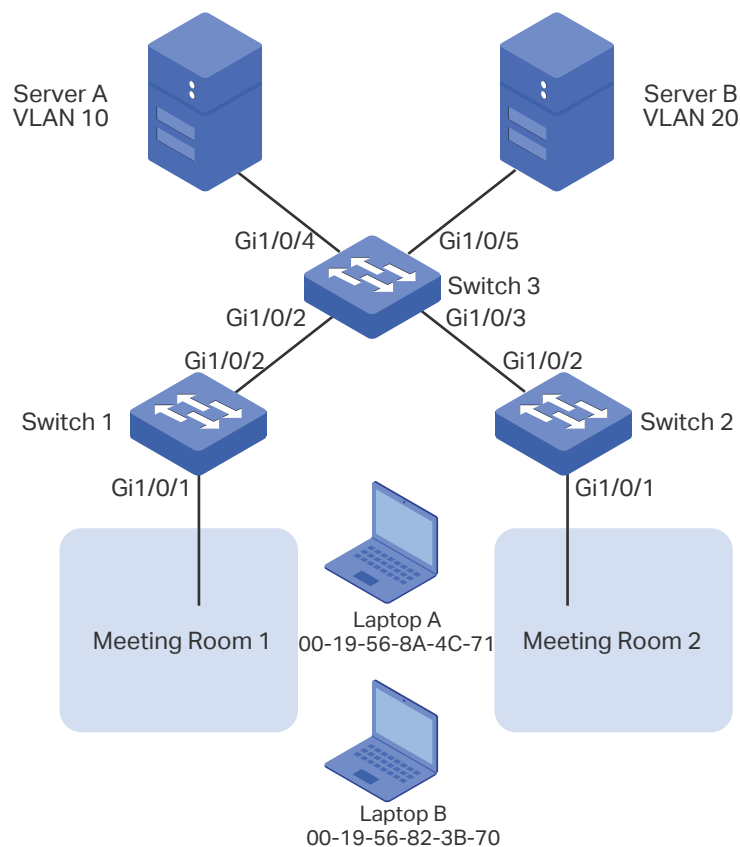 Server A
VLAN 10
Server B
VLAN 20
Gi1/0/4
Gi1/0/5
Switch 3
Gi1/0/2
Gi1/0/3
Gi1/0/2
Gi1/0/2
Switch 1
Switch 2
Gi1/0/1
Gi1/0/1
Laptop A
00-19-56-8A-4C-71
Meeting Room 1
Meeting Room 2
Laptop B
00-19-56-82-3B-70